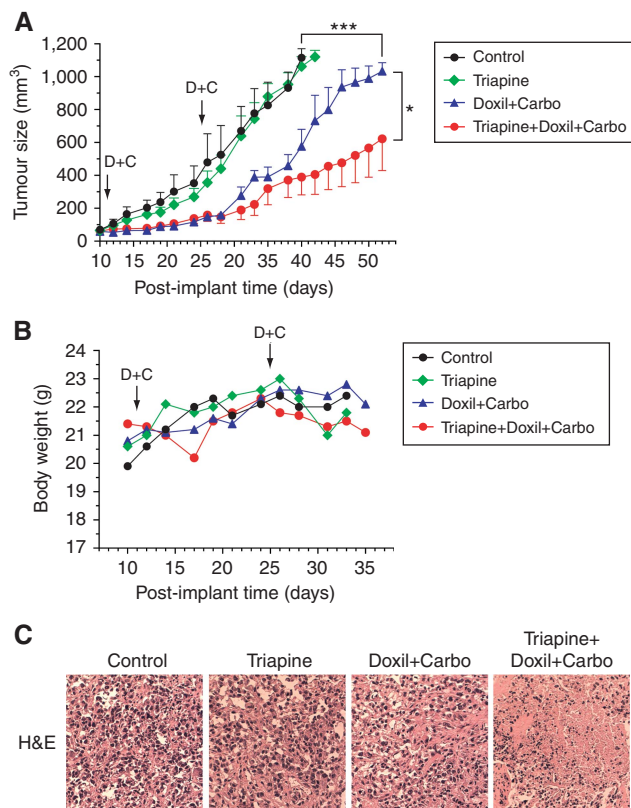 A
***
1,200
1,000
800
600
400
200
0
Tumour size (mm³)
D+C
D+C
*
10 15 20 25 21 35 40 45 50
Post-implant time (days)
Control
Triapine
Doxil+Carbo
Triapine+Doxil+Carbo
B
24
23
22
21
20
19
18
17
Body weight (g)
D+C
D+C
10 15 20 25 30 35
Post-implant time (days)
Control
Triapine
Doxil+Carbo
Triapine+Doxil+Carbo
C
Control
Triapine
Doxil+Carbo
Triapine+
Doxil+Carbo
H&E